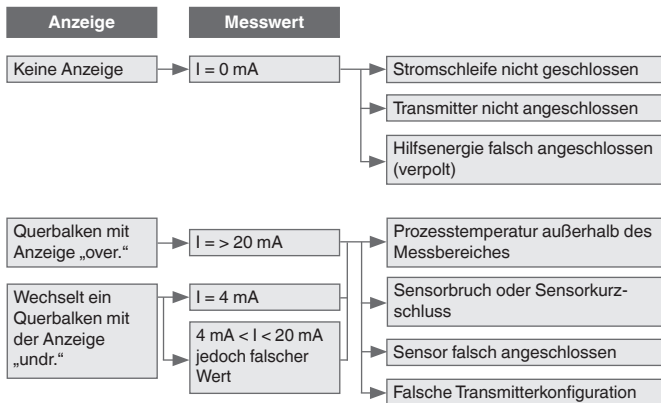 Anzeige
Messwert
Keine Anzeige
I = 0 mA
Stromschleife nicht geschlossen
Transmitter nicht angeschlossen
Hilfsenergie falsch angeschlossen
(verpolt)
Querbalken mit
Anzeige „over.“
I = > 20 mA
Prozesstemperatur außerhalb des
Messbereiches
Wechselt ein
Querbalken mit
der Anzeige
„undr.“
I = 4 mA
4 mA < I < 20 mA
jedoch falscher
Wert
Sensorbruch oder Sensorkurz-
schluss
Sensor falsch angeschlossen
Falsche Transmitterkonfiguration